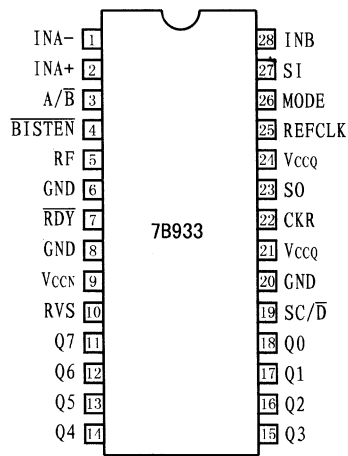 INA- 1 28 INB
INA+ 2 27 SI
A/B̅ 3 26 MODE
B̅I̅S̅T̅E̅N̅ 4 25 REFCLK
RF 5 24 VCCQ
GND 6 23 SO
R̅D̅Y̅ 7 22 CKR
7B933
GND 8 21 VCCQ
VCCN 9 20 GND
RVS 10 19 SC/D̅
Q7 11 18 Q0
Q6 12 17 Q1
Q5 13 16 Q2
Q4 14 15 Q3